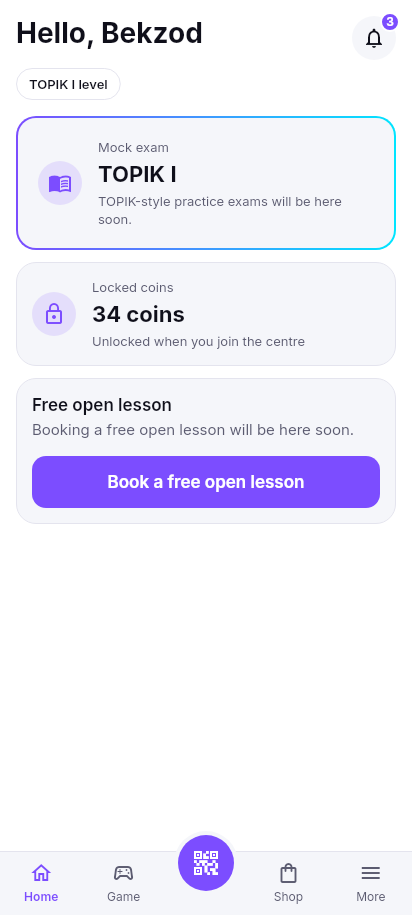 Hello, Bekzod
3
TOPIK I level
Mock exam
TOPIK I
TOPIK-style practice exams will be here
soon.
Locked coins
34 coins
Unlocked when you join the centre
Free open lesson
Booking a free open lesson will be here soon.
Book a free open lesson
Home
Game
Shop
More